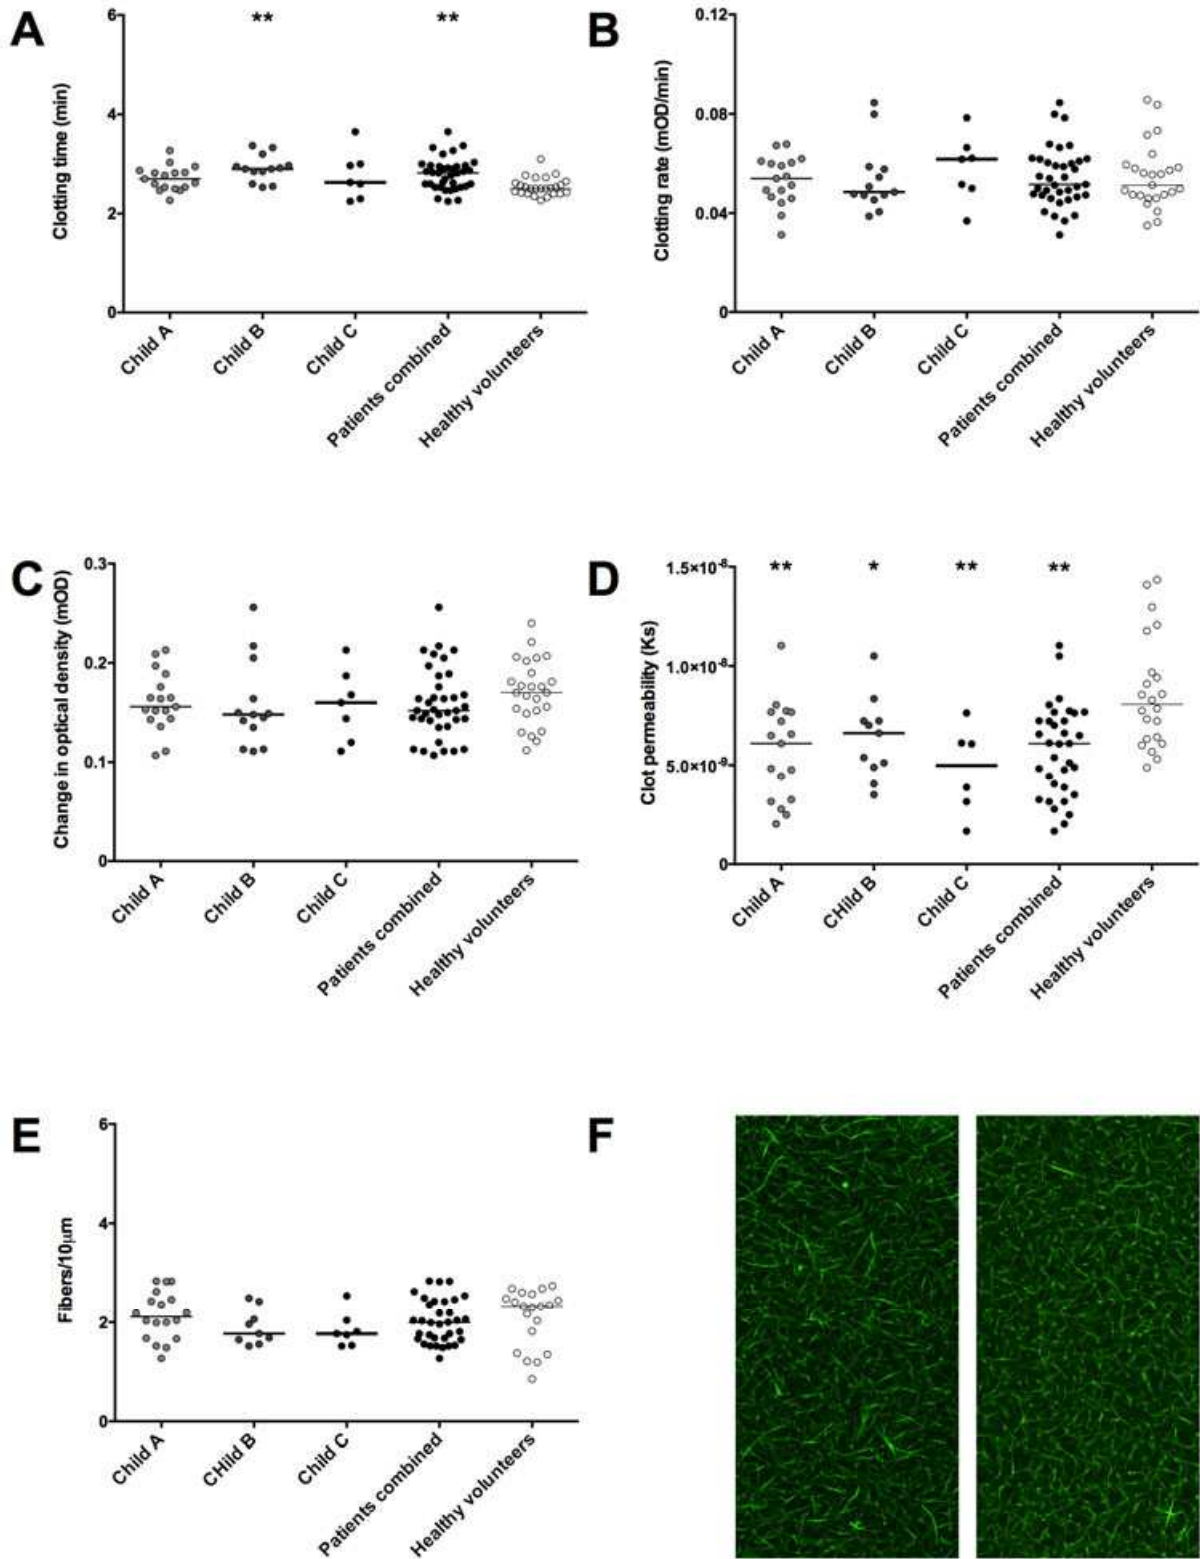 A
Clotting time (min)
6
4
2
0
**
**
Child A
Child B
Child C
Patients combined
Healthy volunteers
B
Clotting rate (mOD/min)
0.12
0.08
0.04
0
Child A
Child B
Child C
Patients combined
Healthy volunteers
C
Change in optical density (mOD)
0.3
0.2
0.1
0
Child A
Child B
Child C
Patients combined
Healthy volunteers
D
Clot permeability (Ks)
1.5×10⁻⁸
1.0×10⁻⁸
5.0×10⁻⁹
0
**
*
**
**
Child A
CHild B
Child C
Patients combined
Healthy volunteers
E
Fibers/10μm
6
4
2
0
Child A
CHild B
Child C
Patients combined
Healthy volunteers
F